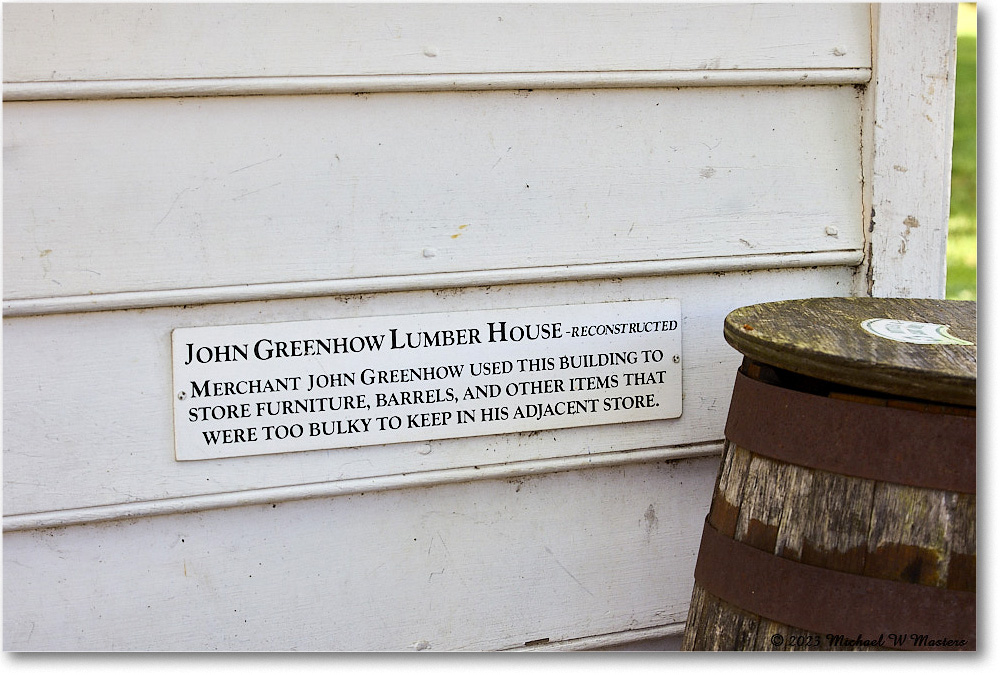 John Greenhow Lumber House -reconstructed
Merchant John Greenhow used this building to
store furniture, barrels, and other items that
were too bulky to keep in his adjacent store.
© 2023 Michael W Masters